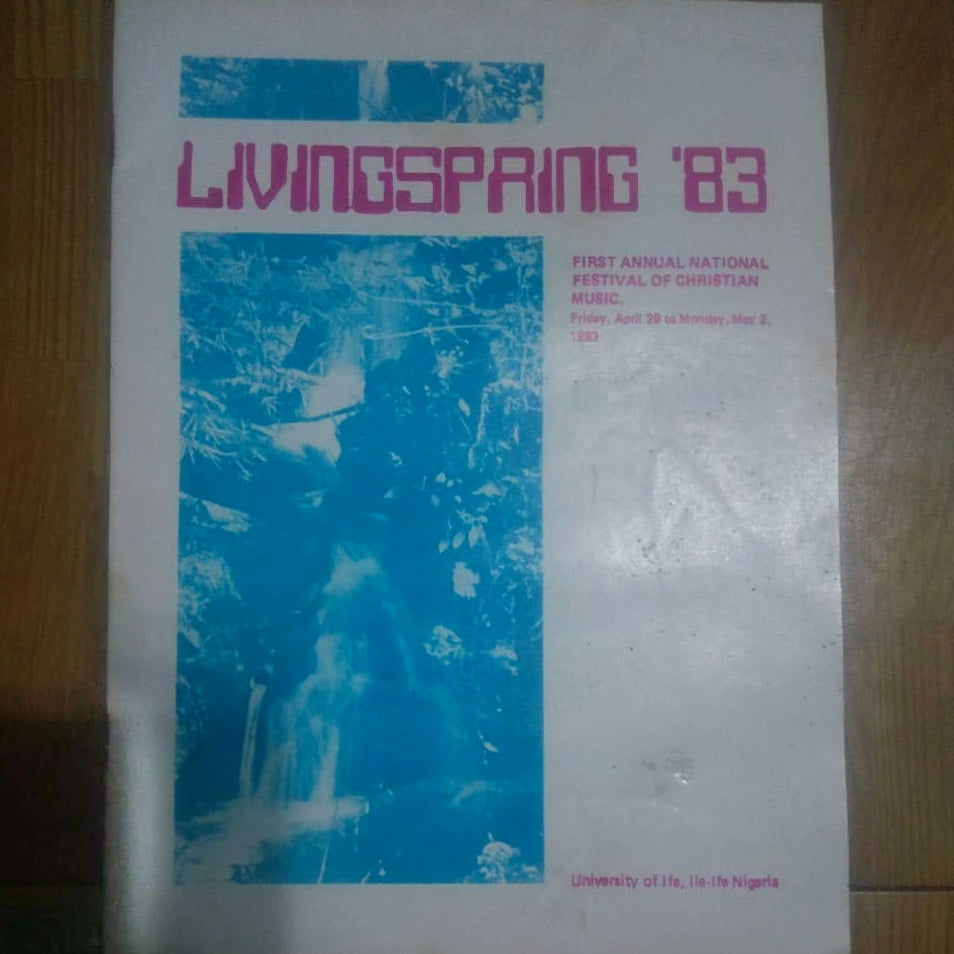 LIVINGSPRING '83
FIRST ANNUAL NATIONAL
FESTIVAL OF CHRISTIAN
MUSIC.
Friday, April 29 to Monday, May 2,
1983
University of Ife, Ile-Ife Nigeria